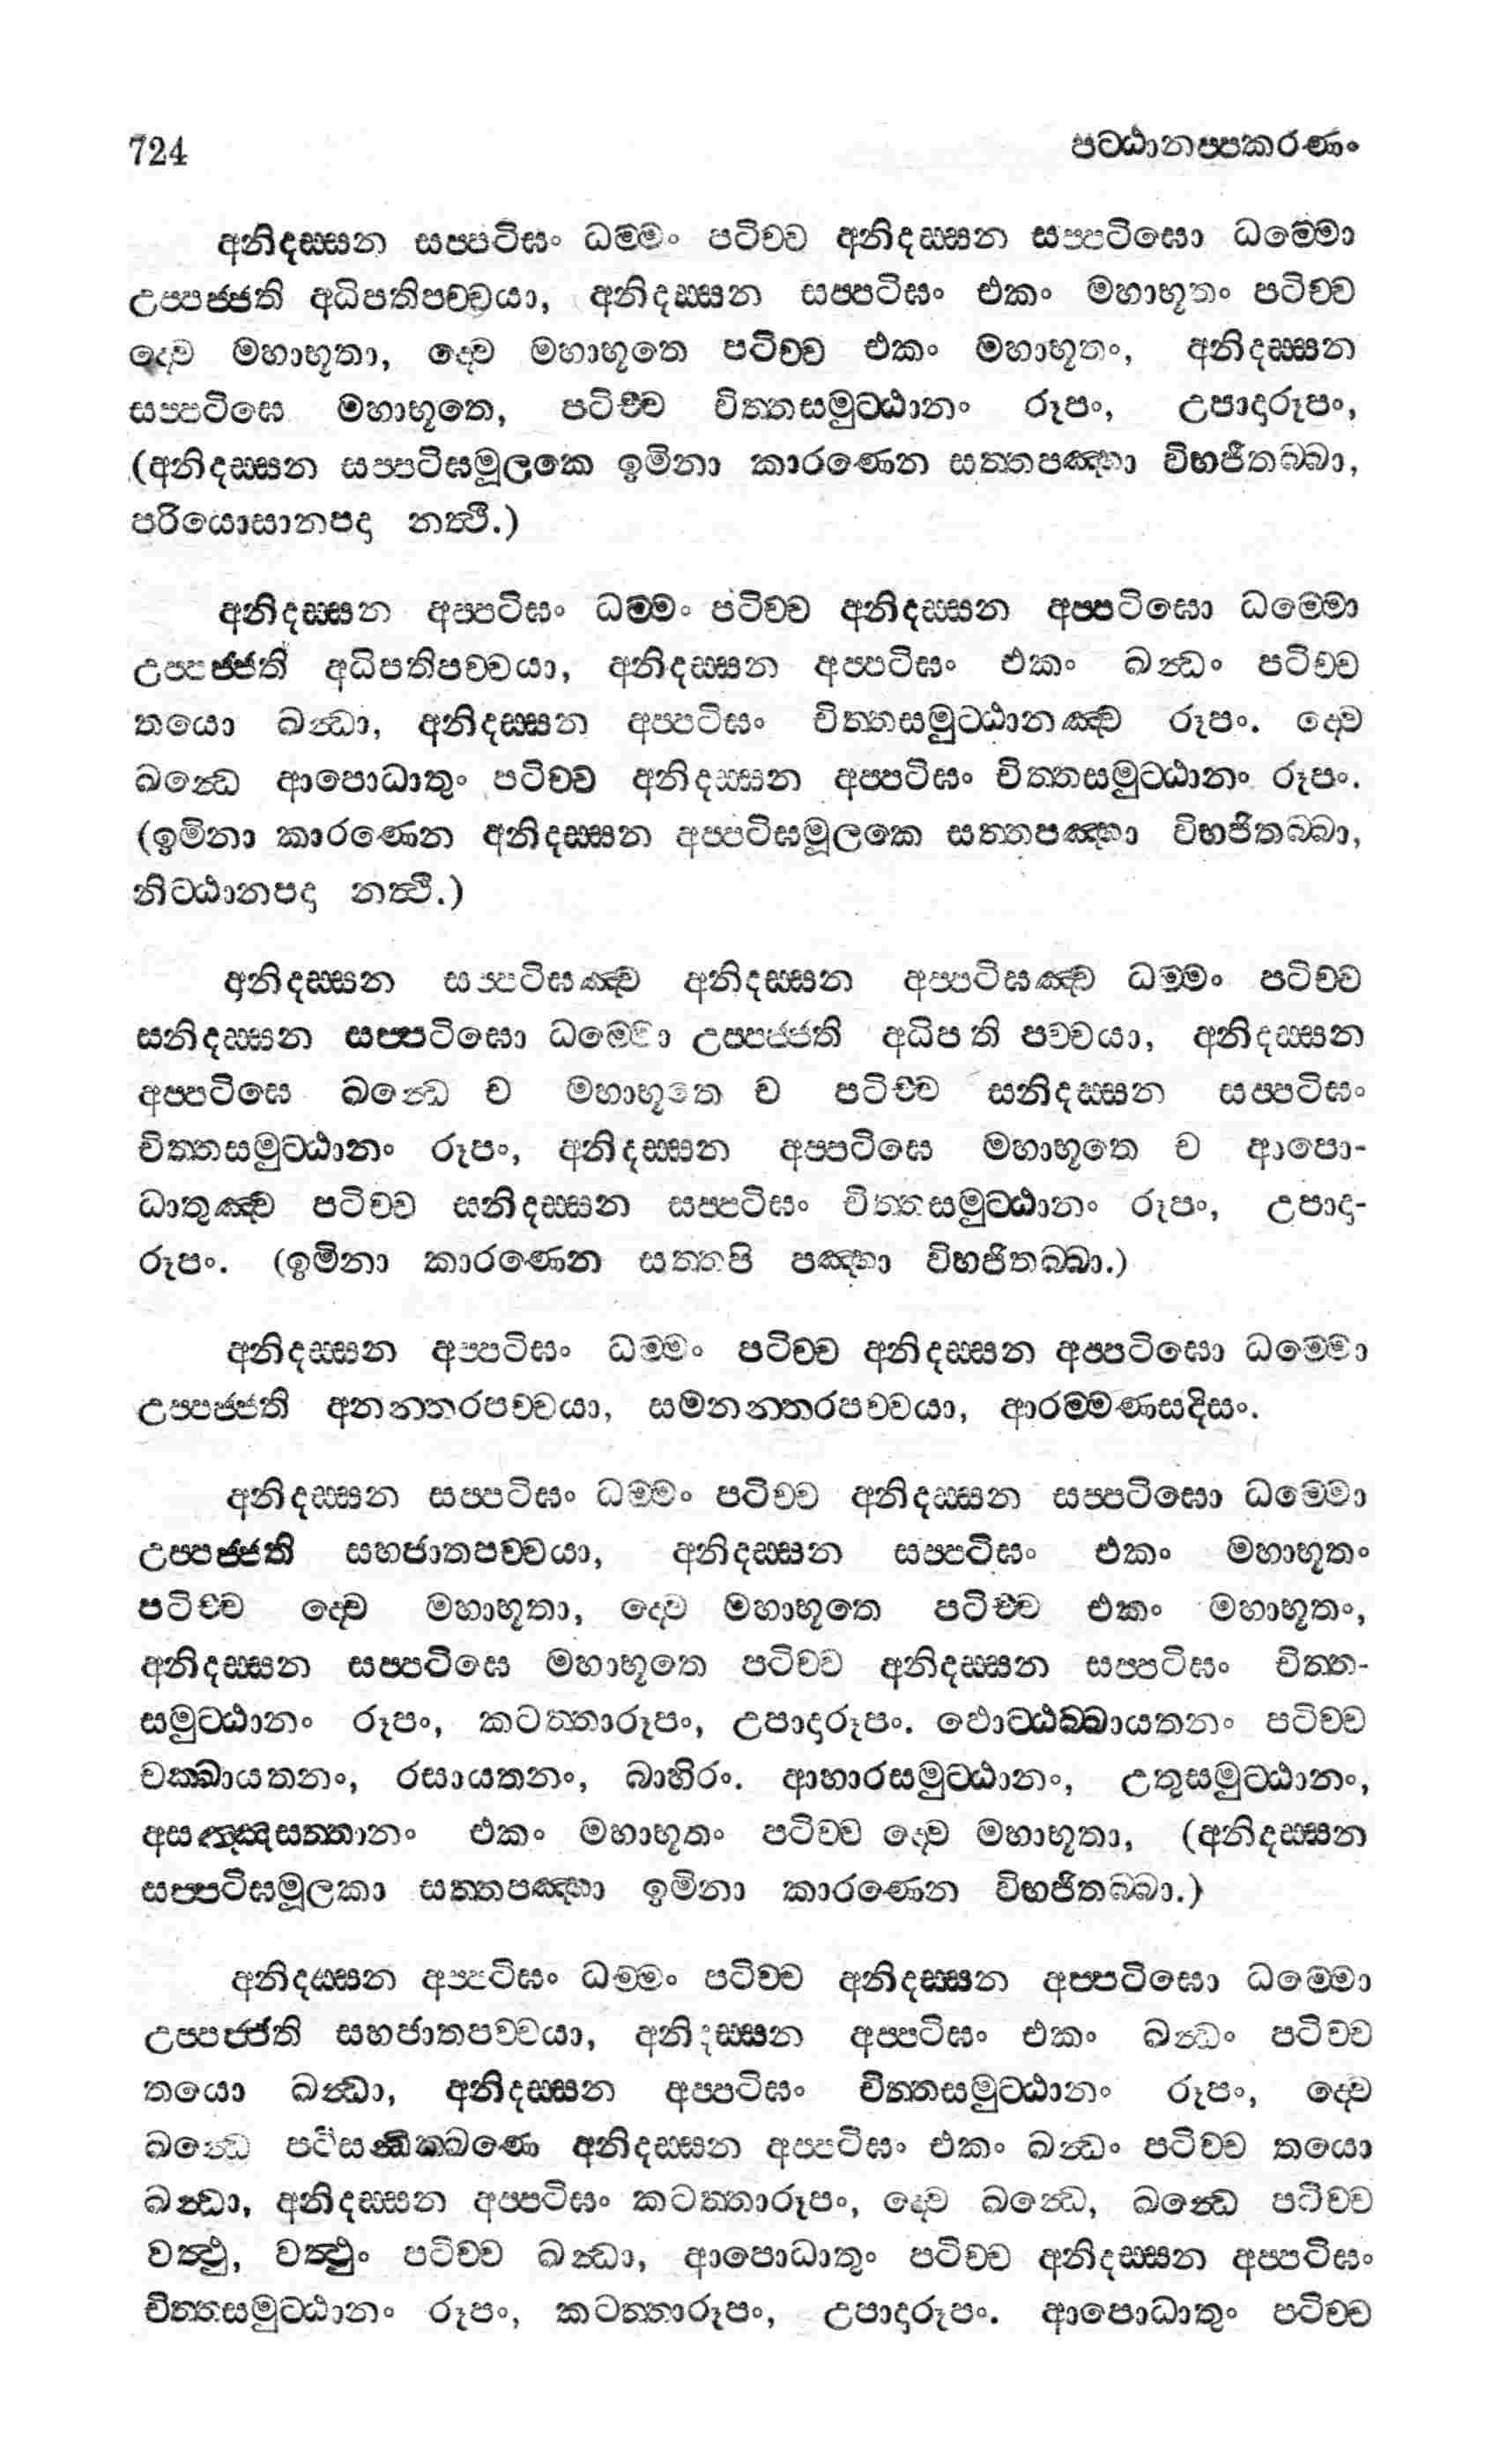 724 පට්ඨානප්පකරණං
අනිදස්සන සප්පටිඝං ධම්මං පටිච්ච අනිදස්සන සප්පටිඝො ධම්මො
උප්පජ්ජති අධිපතිපච්චයා, අනිදස්සන සප්පටිඝං එකං මහාභූතං පටිච්ච
ද්වෙ මහාභූතා, ද්වෙ මහාභූතෙ පටිච්ච එකං මහාභූතං, අනිදස්සන
සප්පටිඝෙ මහාභූතෙ, පටිච්ච චිත්තසමුට්ඨානං රූපං, උපාදාරූපං,
(අනිදස්සන සප්පටිඝමූලකෙ ඉමිනා කාරණෙන සත්තපඤ්හා විභජිතබ්බා,
පරියොසානපදා නත්ථි.)
අනිදස්සන අප්පටිඝං ධම්මං පටිච්ච අනිදස්සන අප්පටිඝො ධම්මො
උප්පජ්ජති අධිපතිපච්චයා, අනිදස්සන අප්පටිඝං එකං ඛන්ධං පටිච්ච
තයො ඛන්ධා, අනිදස්සන අප්පටිඝං චිත්තසමුට්ඨානඤ්ච රූපං. ද්වෙ
ඛන්ධෙ ආපොධාතුං පටිච්ච අනිදස්සන අප්පටිඝං චිත්තසමුට්ඨානං රූපං.
(ඉමිනා කාරණෙන අනිදස්සන අප්පටිඝමූලකෙ සත්තපඤ්හා විභජිතබ්බා,
නිට්ඨානපදා නත්ථි.)
අනිදස්සන සප්පටිඝඤ්ච අනිදස්සන අප්පටිඝඤ්ච ධම්මං පටිච්ච
සනිදස්සන සප්පටිඝො ධම්මො උප්පජ්ජති අධිපති පච්චයා, අනිදස්සන
අප්පටිඝෙ ඛන්ධෙ ච මහාභූතෙ ච පටිච්ච සනිදස්සන සප්පටිඝං
චිත්තසමුට්ඨානං රූපං, අනිදස්සන අප්පටිඝෙ මහාභූතෙ ච ආපො-
ධාතුඤ්ච පටිච්ච සනිදස්සන සප්පටිඝං චිත්තසමුට්ඨානං රූපං, උපාදා-
රූපං. (ඉමිනා කාරණෙන සත්තපි පඤ්හා විභජිතබ්බා.)
අනිදස්සන අප්පටිඝං ධම්මං පටිච්ච අනිදස්සන අප්පටිඝො ධම්මො
උප්පජ්ජති අනන්තරපච්චයා, සමනන්තරපච්චයා, ආරම්මණසදිසං.
අනිදස්සන සප්පටිඝං ධම්මං පටිච්ච අනිදස්සන සප්පටිඝො ධම්මො
උප්පජ්ජති සහජාතපච්චයා, අනිදස්සන සප්පටිඝං එකං මහාභූතං
පටිච්ච ද්වෙ මහාභූතා, ද්වෙ මහාභූතෙ පටිච්ච එකං මහාභූතං,
අනිදස්සන සප්පටිඝෙ මහාභූතෙ පටිච්ච අනිදස්සන සප්පටිඝං චිත්ත-
සමුට්ඨානං රූපං, කටත්තාරූපං, උපාදාරූපං. ඵොට්ඨබ්බායතනං පටිච්ච
චක්ඛායතනං, රසායතනං, බාහිරං. ආහාරසමුට්ඨානං, උතුසමුට්ඨානං,
අසඤ්ඤසත්තානං එකං මහාභූතං පටිච්ච ද්වෙ මහාභූතා, (අනිදස්සන
සප්පටිඝමූලකා සත්තපඤ්හා ඉමිනා කාරණෙන විභජිතබ්බා.)
අනිදස්සන අප්පටිඝං ධම්මං පටිච්ච අනිදස්සන අප්පටිඝො ධම්මො
උප්පජ්ජති සහජාතපච්චයා, අනිදස්සන අප්පටිඝං එකං ඛන්ධං පටිච්ච
තයො ඛන්ධා, අනිදස්සන අප්පටිඝං චිත්තසමුට්ඨානං රූපං, ද්වෙ
ඛන්ධෙ පටිසන්ධික්ඛණෙ අනිදස්සන අප්පටිඝං එකං ඛන්ධං පටිච්ච තයො
ඛන්ධා, අනිදස්සන අප්පටිඝං කටත්තාරූපං, ද්වෙ ඛන්ධෙ, ඛන්ධෙ පටිච්ච
වත්ථු, වත්ථුං පටිච්ච ඛන්ධා, ආපොධාතුං පටිච්ච අනිදස්සන අප්පටිඝං
චිත්තසමුට්ඨානං රූපං, කටත්තාරූපං, උපාදාරූපං. ආපොධාතුං පටිච්ච